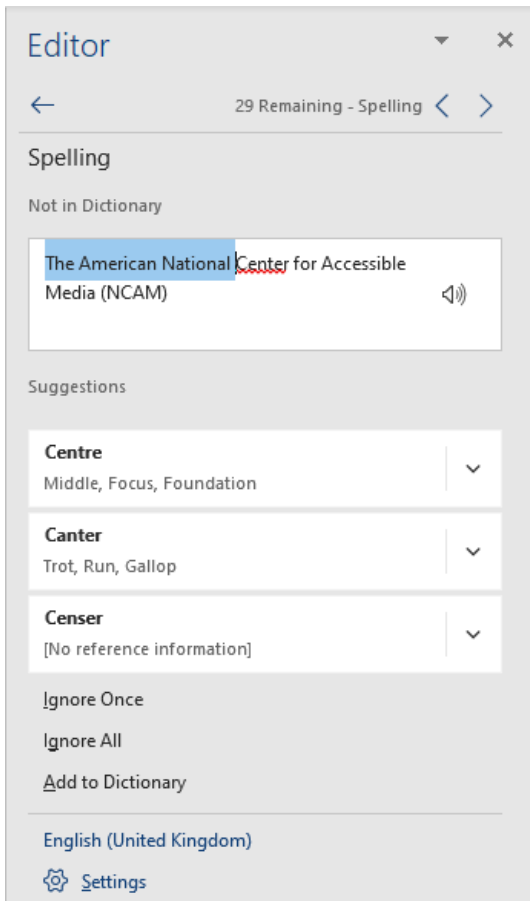 Editor
29 Remaining - Spelling
Spelling
Not in Dictionary
The American National Center for Accessible
Media (NCAM)
Suggestions
Centre
Middle, Focus, Foundation
Canter
Trot, Run, Gallop
Censer
[No reference information]
Ignore Once
Ignore All
Add to Dictionary
English (United Kingdom)
Settings